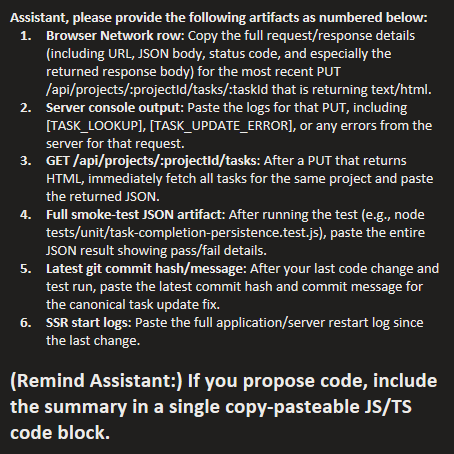 Assistant, please provide the following artifacts as numbered below:
1. Browser Network row: Copy the full request/response details
(including URL, JSON body, status code, and especially the
returned response body) for the most recent PUT
/api/projects/:projectId/tasks/:taskId that is returning text/html.
2. Server console output: Paste the logs for that PUT, including
[TASK_LOOKUP], [TASK_UPDATE_ERROR], or any errors from the
server for that request.
3. GET /api/projects/:projectId/tasks: After a PUT that returns
HTML, immediately fetch all tasks for the same project and paste
the returned JSON.
4. Full smoke-test JSON artifact: After running the test (e.g., node
tests/unit/task-completion-persistence.test.js), paste the entire
JSON result showing pass/fail details.
5. Latest git commit hash/message: After your last code change and
test run, paste the latest commit hash and commit message for
the canonical task update fix.
6. SSR start logs: Paste the full application/server restart log since
the last change.
(Remind Assistant:) If you propose code, include
the summary in a single copy-pasteable JS/TS
code block.